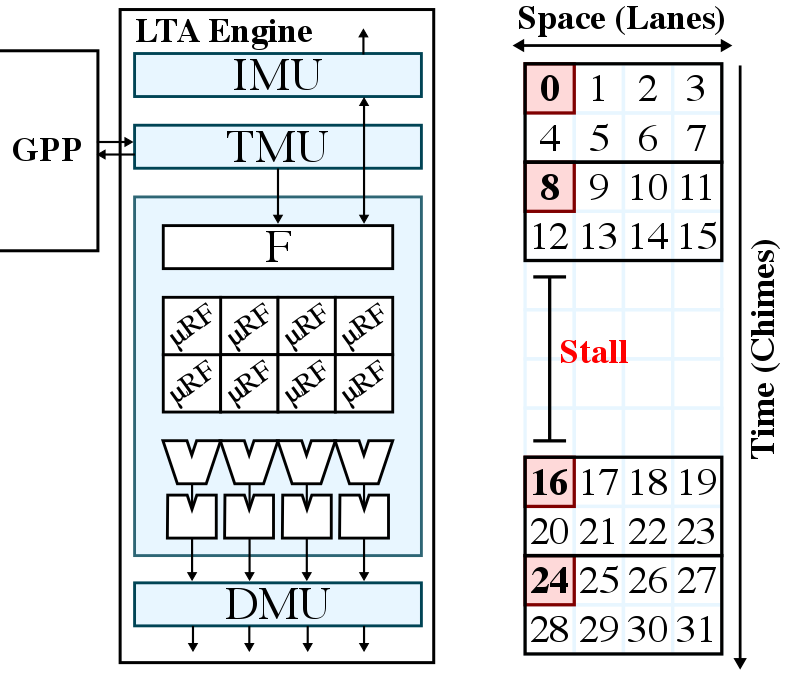 LTA Engine
IMU
GPP
TMU
F
μRF μRF μRF μRF
μRF μRF μRF μRF
DMU
Space (Lanes)
0 1 2 3
4 5 6 7
8 9 10 11
12 13 14 15
Stall
16 17 18 19
20 21 22 23
24 25 26 27
28 29 30 31
Time (Chimes)